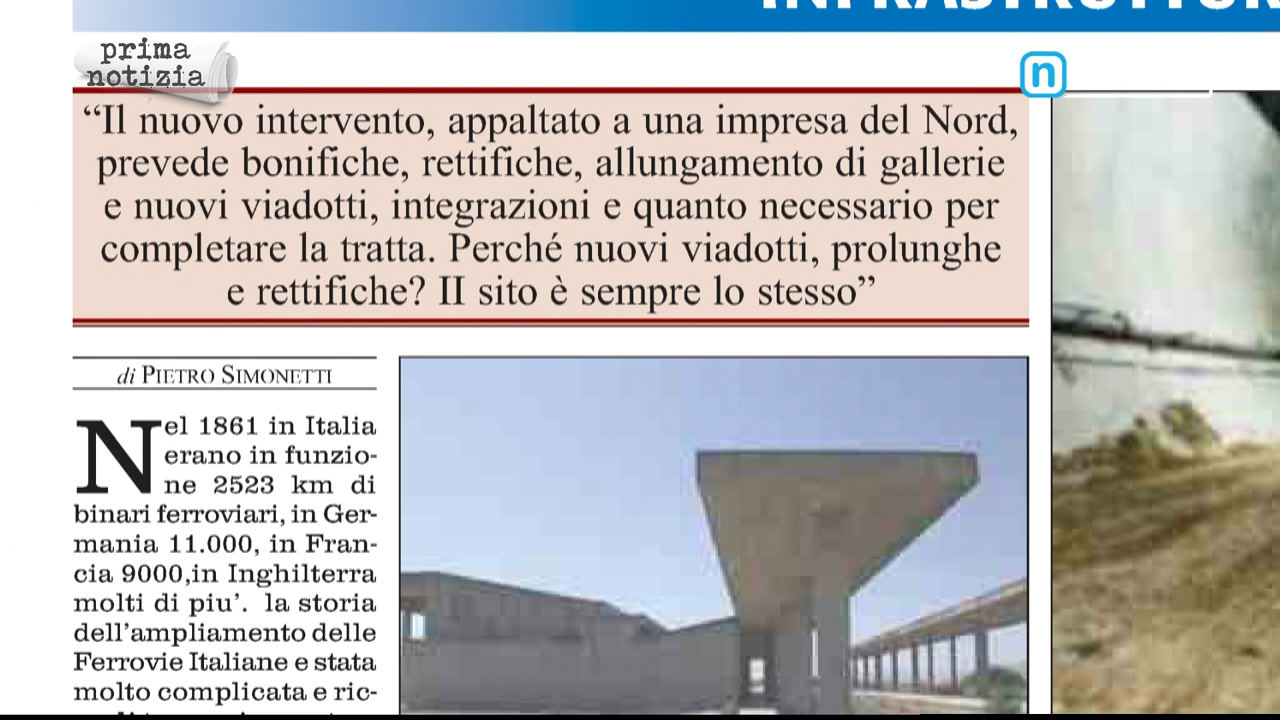 prima
notizia
n
“Il nuovo intervento, appaltato a una impresa del Nord,
prevede bonifiche, rettifiche, allungamento di gallerie
e nuovi viadotti, integrazioni e quanto necessario per
completare la tratta. Perché nuovi viadotti, prolunghe
e rettifiche? II sito è sempre lo stesso”
di PIETRO SIMONETTI
Nel 1861 in Italia
erano in funzio-
ne 2523 km di
binari ferroviari, in Ger-
mania 11.000, in Fran-
cia 9000,in Inghilterra
molti di piu’. la storia
dell’ampliamento delle
Ferrovie Italiane e stata
molto complicata e ric-